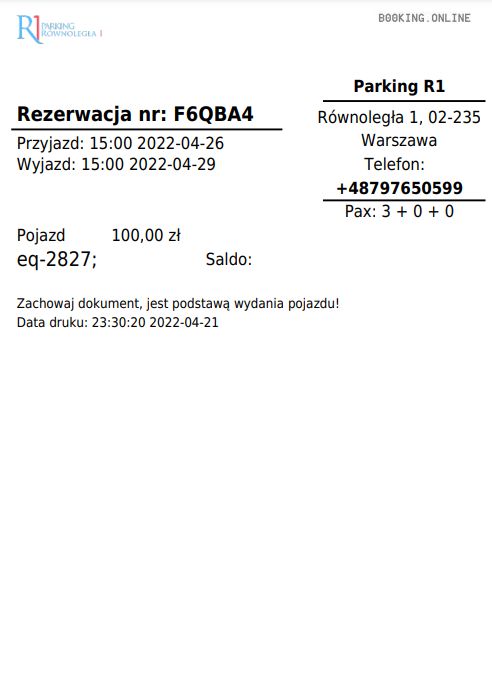 R1 PARKING
RÓWNOLEGŁA 1
BOOKING.ONLINE
Parking R1
Równoległa 1, 02-235
Warszawa
Telefon:
+48797650599
Pax: 3 + 0 + 0
Rezerwacja nr: F6QBA4
Przyjazd: 15:00 2022-04-26
Wyjazd: 15:00 2022-04-29
Pojazd 100,00 zł
eq-2827; Saldo:
Zachowaj dokument, jest podstawą wydania pojazdu!
Data druku: 23:30:20 2022-04-21